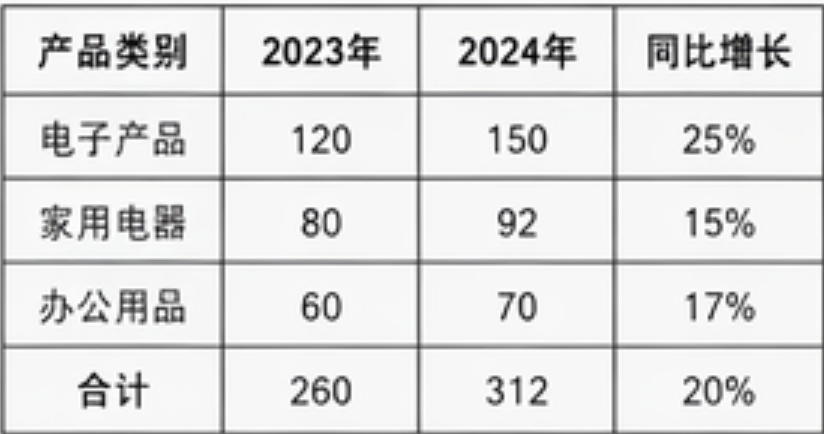 产品类别 2023年 2024年 同比增长
电子产品 120 150 25%
家用电器 80 92 15%
办公用品 60 70 17%
合计 260 312 20%